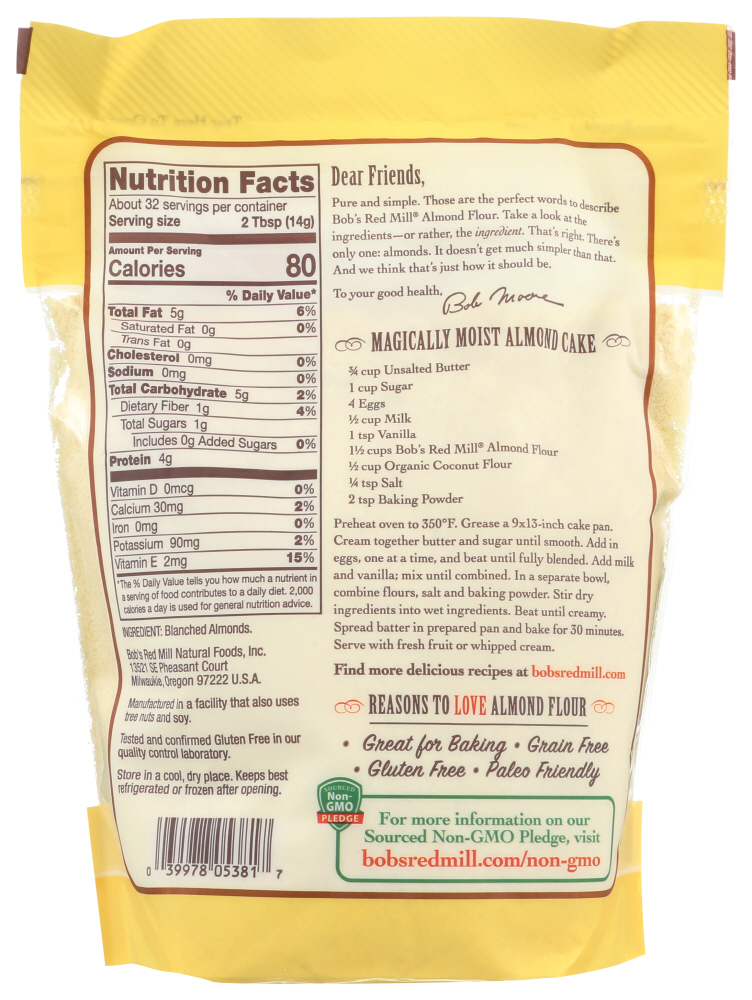 Nutrition Facts
About 32 servings per container
Serving size 2 Tbsp (14g)
Amount Per Serving
Calories 80
% Daily Value*
Total Fat 5g 6%
Saturated Fat 0g 0%
Trans Fat 0g
Cholesterol 0mg 0%
Sodium 0mg 0%
Total Carbohydrate 5g 2%
Dietary Fiber 1g 4%
Total Sugars 1g
Includes 0g Added Sugars 0%
Protein 4g
Vitamin D 0mcg 0%
Calcium 30mg 2%
Iron 0mg 0%
Potassium 90mg 2%
Vitamin E 2mg 15%
*The % Daily Value tells you how much a nutrient in
a serving of food contributes to a daily diet. 2,000
calories a day is used for general nutrition advice.
INGREDIENT: Blanched Almonds.
Bob's Red Mill Natural Foods, Inc.
13521 SE Pheasant Court
Milwaukie, Oregon 97222 U.S.A.
Manufactured in a facility that also uses
tree nuts and soy.
Tested and confirmed Gluten Free in our
quality control laboratory.
Store in a cool, dry place. Keeps best
refrigerated or frozen after opening.
0 39978 05381 7
Dear Friends,
Pure and simple. Those are the perfect words to describe
Bob's Red Mill® Almond Flour. Take a look at the
ingredients—or rather, the ingredient. That's right. There's
only one: almonds. It doesn't get much simpler than that.
And we think that's just how it should be.
To your good health, Bob Moore
MAGICALLY MOIST ALMOND CAKE
¾ cup Unsalted Butter
1 cup Sugar
4 Eggs
½ cup Milk
1 tsp Vanilla
1½ cups Bob's Red Mill® Almond Flour
½ cup Organic Coconut Flour
¼ tsp Salt
2 tsp Baking Powder
Preheat oven to 350°F. Grease a 9x13-inch cake pan.
Cream together butter and sugar until smooth. Add in
eggs, one at a time, and beat until fully blended. Add milk
and vanilla; mix until combined. In a separate bowl,
combine flours, salt and baking powder. Stir dry
ingredients into wet ingredients. Beat until creamy.
Spread batter in prepared pan and bake for 30 minutes.
Serve with fresh fruit or whipped cream.
Find more delicious recipes at bobsredmill.com
REASONS TO LOVE ALMOND FLOUR
• Great for Baking • Grain Free
• Gluten Free • Paleo Friendly
SOURCED
Non-
GMO
PLEDGE
For more information on our
Sourced Non-GMO Pledge, visit
bobsredmill.com/non-gmo